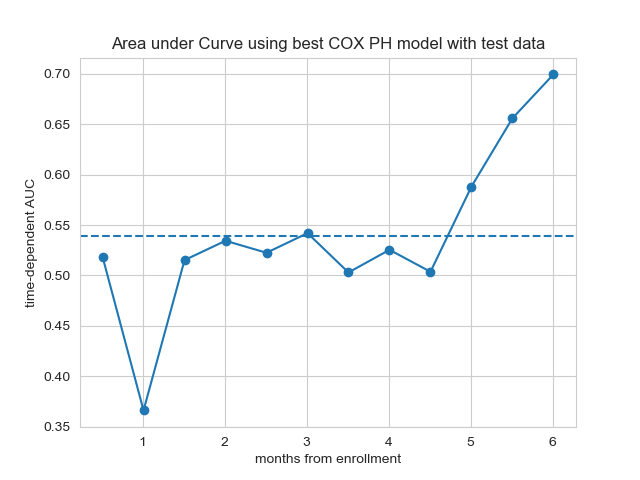 Area under Curve using best COX PH model with test data
time-dependent AUC
0.70
0.65
0.60
0.55
0.50
0.45
0.40
0.35
1 2 3 4 5 6
months from enrollment